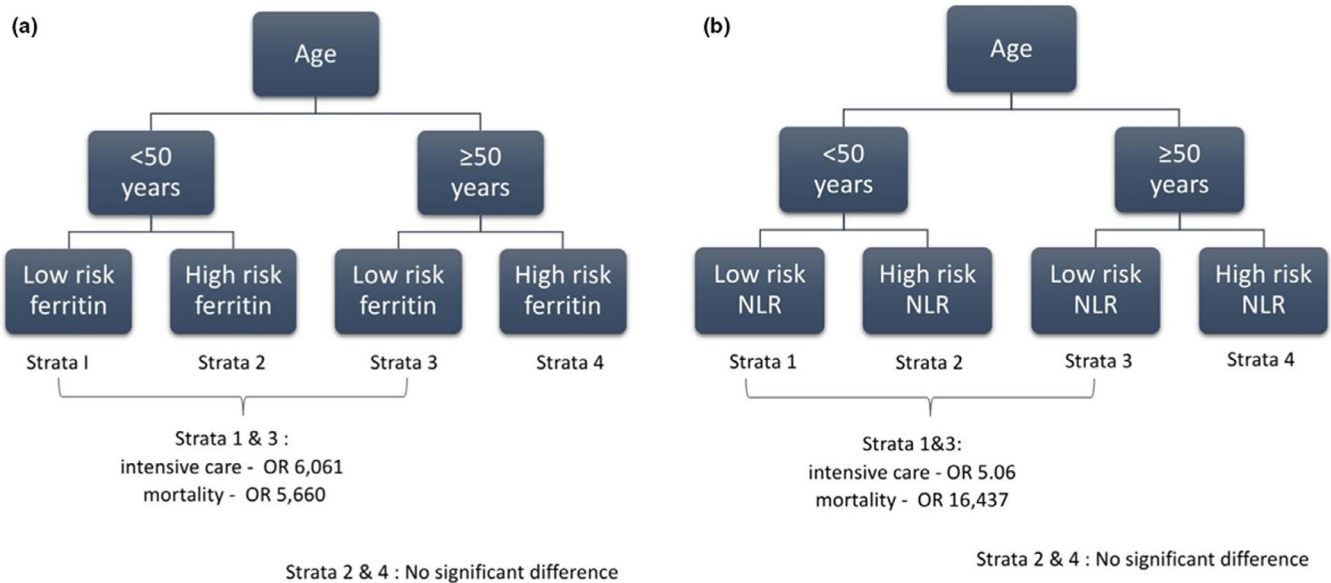 (a)
Age
<50
years
≥50
years
Low risk
ferritin
High risk
ferritin
Low risk
ferritin
High risk
ferritin
Strata I
Strata 2
Strata 3
Strata 4
Strata 1 & 3 :
intensive care - OR 6,061
mortality - OR 5,660
Strata 2 & 4 : No significant difference
(b)
Age
<50
years
≥50
years
Low risk
NLR
High risk
NLR
Low risk
NLR
High risk
NLR
Strata 1
Strata 2
Strata 3
Strata 4
Strata 1&3:
intensive care - OR 5.06
mortality - OR 16,437
Strata 2 & 4 : No significant difference